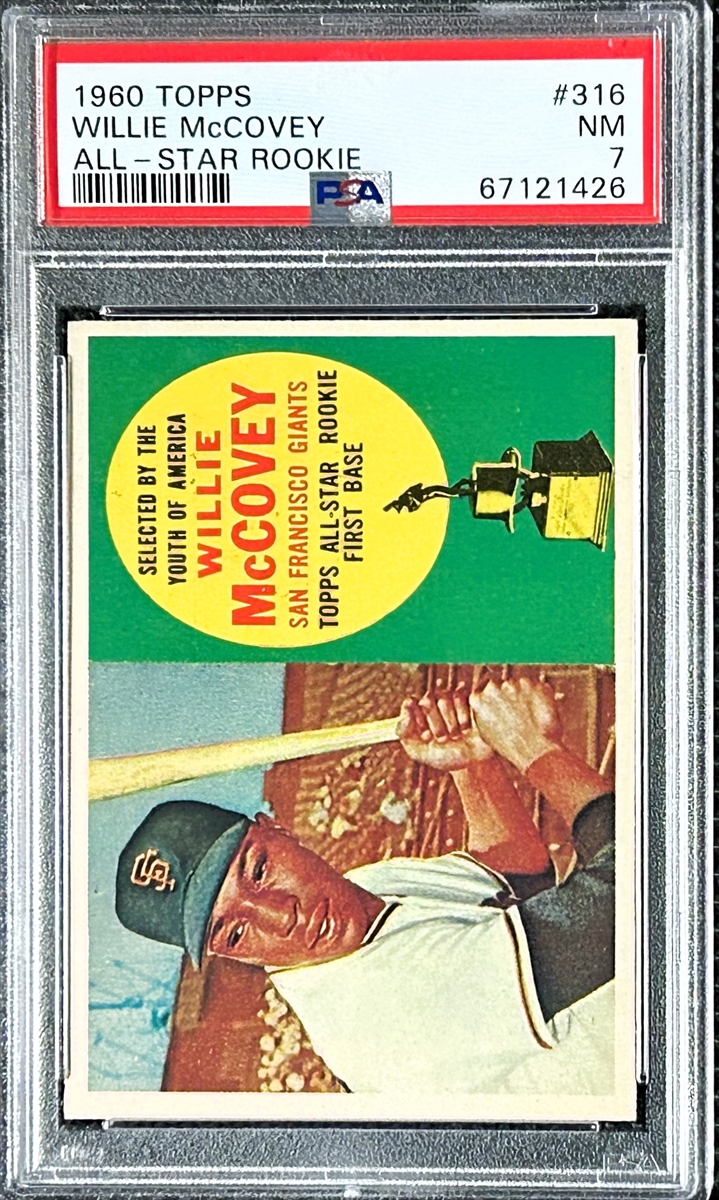 1960 TOPPS #316
WILLIE McCOVEY NM
ALL-STAR ROOKIE 7
PSA 67121426
SELECTED BY THE
YOUTH OF AMERICA
WILLIE
McCOVEY
SAN FRANCISCO GIANTS
TOPPS ALL-STAR ROOKIE
FIRST BASE
SF
PSA